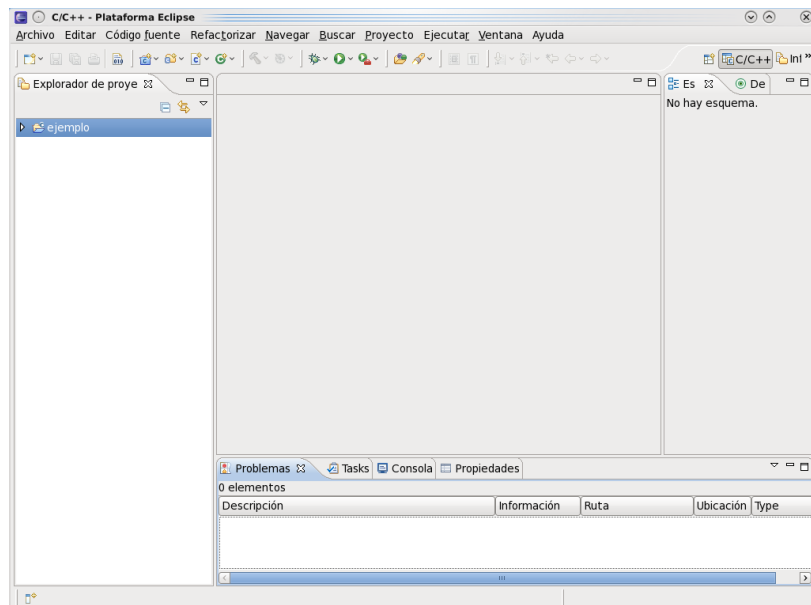 C/C++ - Plataforma Eclipse
Archivo Editar Código fuente Refactorizar Navegar Buscar Proyecto Ejecutar Ventana Ayuda
C/C++ »
Explorador de proye
Es De
No hay esquema.
ejemplo
Problemas Tasks Consola Propiedades
0 elementos
Descripción Información Ruta Ubicación Type